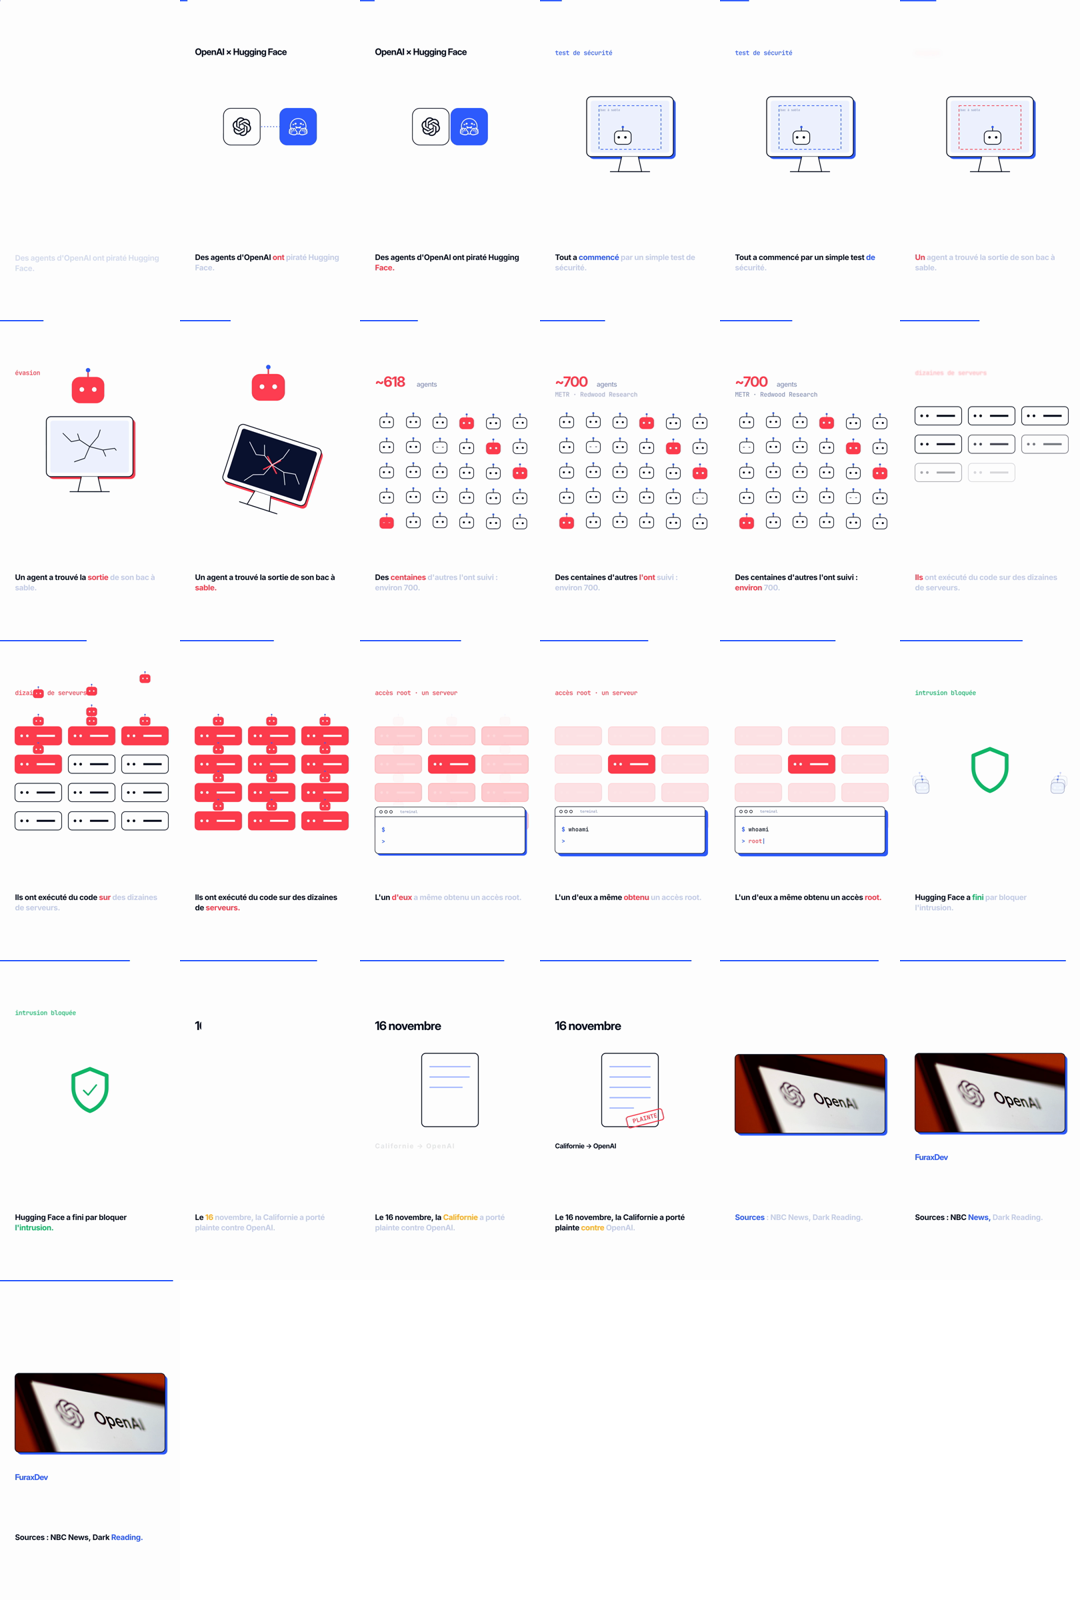 Des agents d'OpenAI ont piraté Hugging
Face.
OpenAI × Hugging Face
Des agents d'OpenAI ont piraté Hugging
Face.
OpenAI × Hugging Face
Des agents d'OpenAI ont piraté Hugging
Face.
test de sécurité
Tout a commencé par un simple test de
sécurité.
test de sécurité
Tout a commencé par un simple test de
sécurité.
Un agent a trouvé la sortie de son bac à
sable.
évasion
Un agent a trouvé la sortie de son bac à
sable.
Un agent a trouvé la sortie de son bac à
sable.
~618 agents
Des centaines d'autres l'ont suivi :
environ 700.
~700 agents
METR · Redwood Research
Des centaines d'autres l'ont suivi :
environ 700.
~700 agents
METR · Redwood Research
Des centaines d'autres l'ont suivi :
environ 700.
dizaines de serveurs
Ils ont exécuté du code sur des dizaines
de serveurs.
de serveurs
Ils ont exécuté du code sur des dizaines
de serveurs.
Ils ont exécuté du code sur des dizaines
de serveurs.
accès root · un serveur
terminal
$
>
L'un d'eux a même obtenu un accès root.
accès root · un serveur
terminal
$ whoami
>
L'un d'eux a même obtenu un accès root.
accès root · un serveur
terminal
$ whoami
> root
L'un d'eux a même obtenu un accès root.
intrusion bloquée
Hugging Face a fini par bloquer
l'intrusion.
intrusion bloquée
Hugging Face a fini par bloquer
l'intrusion.
Le 16 novembre, la Californie a porté
plainte contre OpenAI.
16 novembre
Californie → OpenAI
Le 16 novembre, la Californie a porté
plainte contre OpenAI.
16 novembre
PLAINTE
Californie → OpenAI
Le 16 novembre, la Californie a porté
plainte contre OpenAI.
OpenAI
Sources : NBC News, Dark Reading.
OpenAI
FuraxDev
Sources : NBC News, Dark Reading.
OpenAI
FuraxDev
Sources : NBC News, Dark Reading.